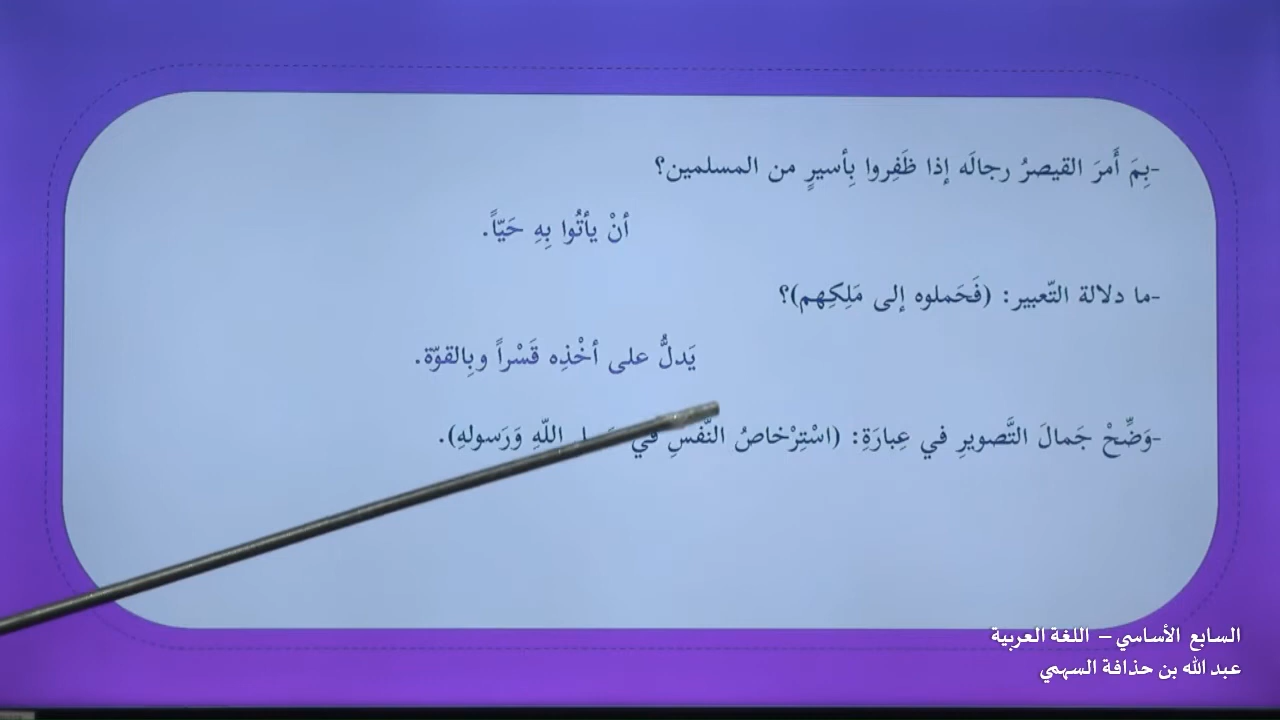 -بِمَ أَمرَ القيصرُ رجالَه إذا ظَفِروا بِأسيرٍ من المسلمين؟
أنْ يأتُوا بِهِ حَيّاً.
-ما دلالة التّعبير: (فَحَملوه إلى مَلِكِهم)؟
يَدلُّ على أخْذِه قَسْراً وبِالقوّة.
-وَضِّحْ جَمالَ التَّصويرِ في عِبارَةِ: (اسْتِرْخاصُ النَّفسِ في اللّهِ وَرَسولهِ).
السابع الأساسي – اللغة العربية
عبد الله بن حذافة السهمي